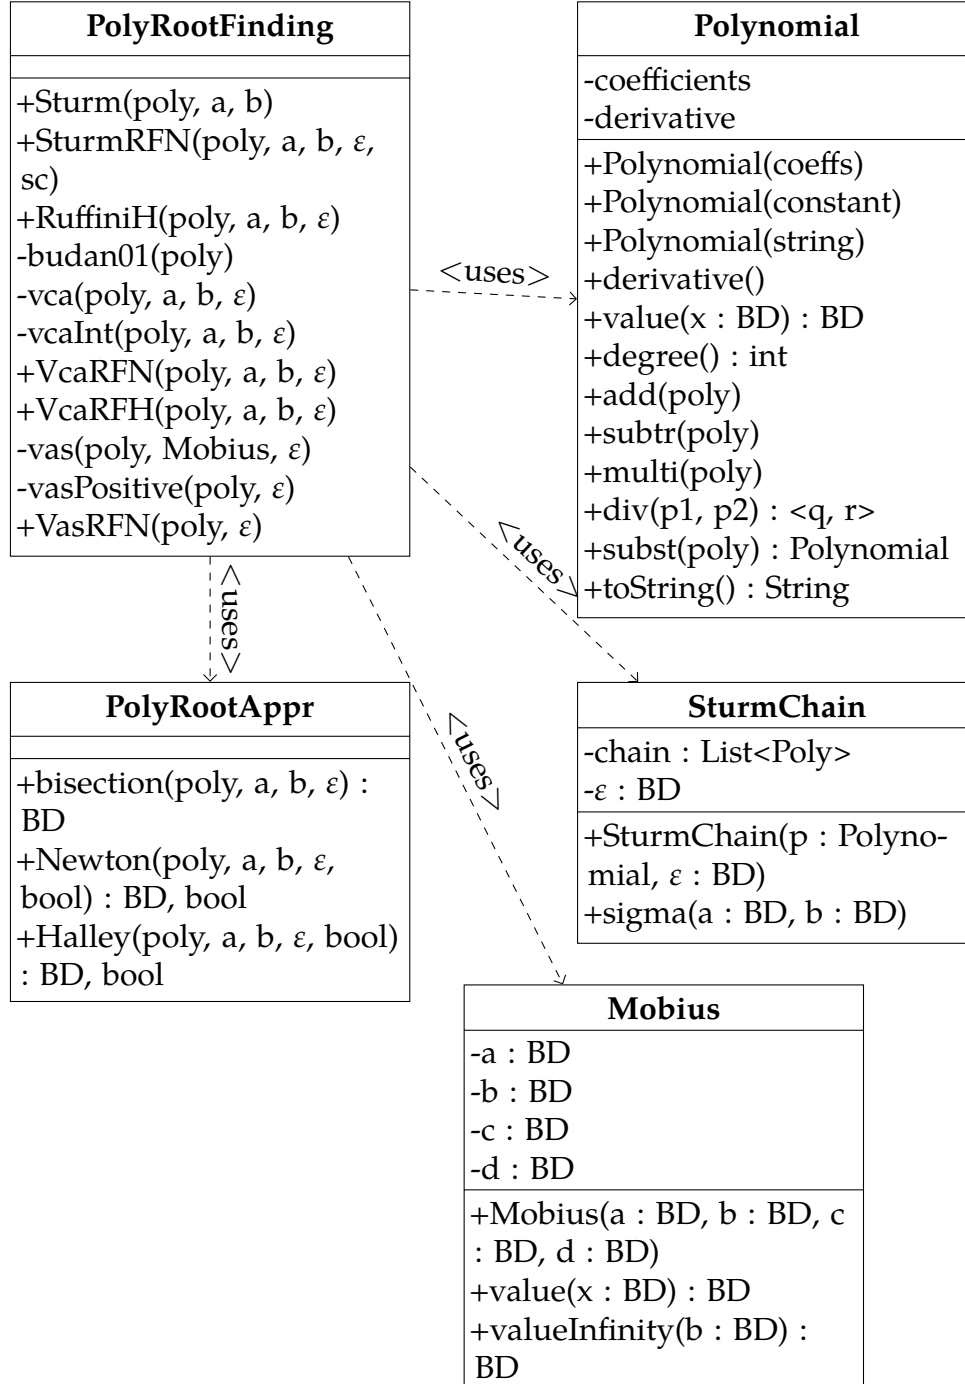 PolyRootFinding
+Sturm(poly, a, b)
+SturmRFN(poly, a, b, ε,
sc)
+RuffiniH(poly, a, b, ε)
-budan01(poly)
-vca(poly, a, b, ε)
-vcaInt(poly, a, b, ε)
+VcaRFN(poly, a, b, ε)
+VcaRFH(poly, a, b, ε)
-vas(poly, Mobius, ε)
-vasPositive(poly, ε)
+VasRFN(poly, ε)
<uses>
Polynomial
-coefficients
-derivative
+Polynomial(coeffs)
+Polynomial(constant)
+Polynomial(string)
+derivative()
+value(x : BD) : BD
+degree() : int
+add(poly)
+subtr(poly)
+multi(poly)
+div(p1, p2) : <q, r>
+subst(poly) : Polynomial
+toString() : String
<uses>
<uses>
<uses>
PolyRootAppr
+bisection(poly, a, b, ε) :
BD
+Newton(poly, a, b, ε,
bool) : BD, bool
+Halley(poly, a, b, ε, bool)
: BD, bool
SturmChain
-chain : List<Poly>
-ε : BD
+SturmChain(p : Polyno-
mial, ε : BD)
+sigma(a : BD, b : BD)
Mobius
-a : BD
-b : BD
-c : BD
-d : BD
+Mobius(a : BD, b : BD, c
: BD, d : BD)
+value(x : BD) : BD
+valueInfinity(b : BD) :
BD